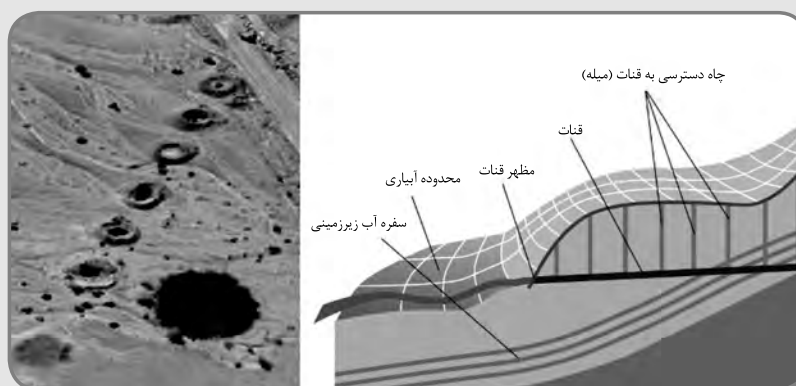 چاه دسترسی به قنات (میله)
قنات
مظهر قنات
محدوده آبیاری
سفره آب زیرزمینی